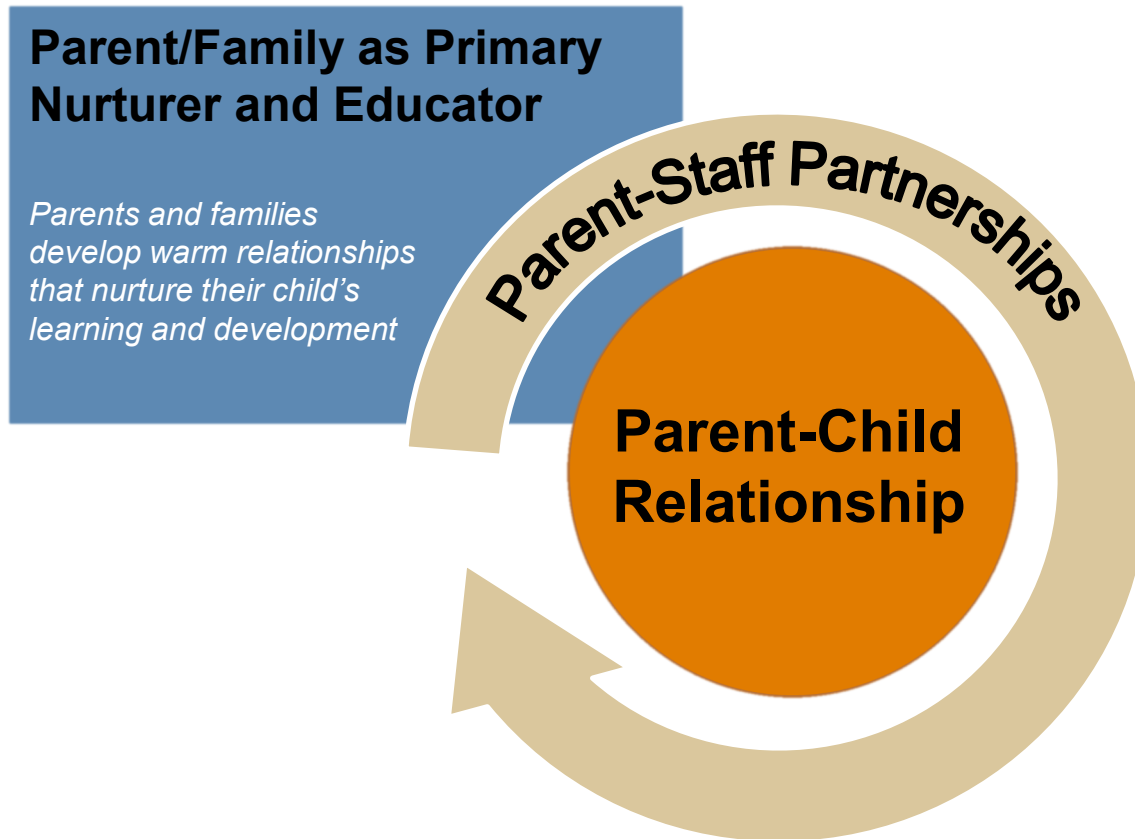 Parent/Family as Primary
Nurturer and Educator
Parents and families
develop warm relationships
that nurture their child’s
learning and development
Parent-Staff Partnerships
Parent-Child
Relationship